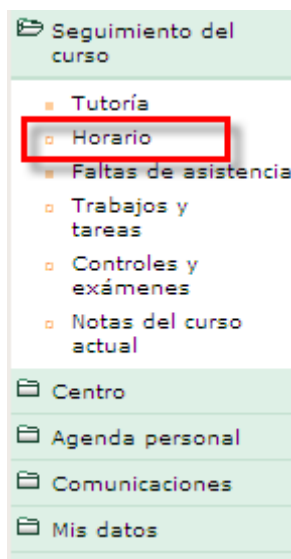 Seguimiento del
curso
Tutoría
Horario
Faltas de asistencia
Trabajos y
tareas
Controles y
exámenes
Notas del curso
actual
Centro
Agenda personal
Comunicaciones
Mis datos